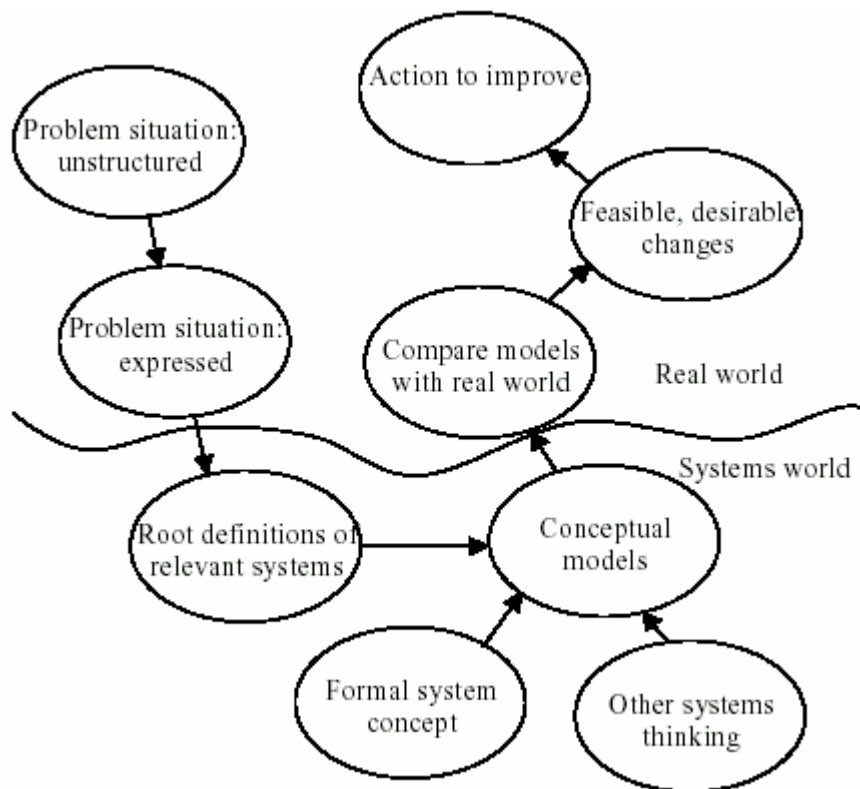 Action to improve
Problem situation:
unstructured
Feasible, desirable
changes
Problem situation:
expressed
Compare models
with real world
Real world
Systems world
Root definitions of
relevant systems
Conceptual
models
Formal system
concept
Other systems
thinking